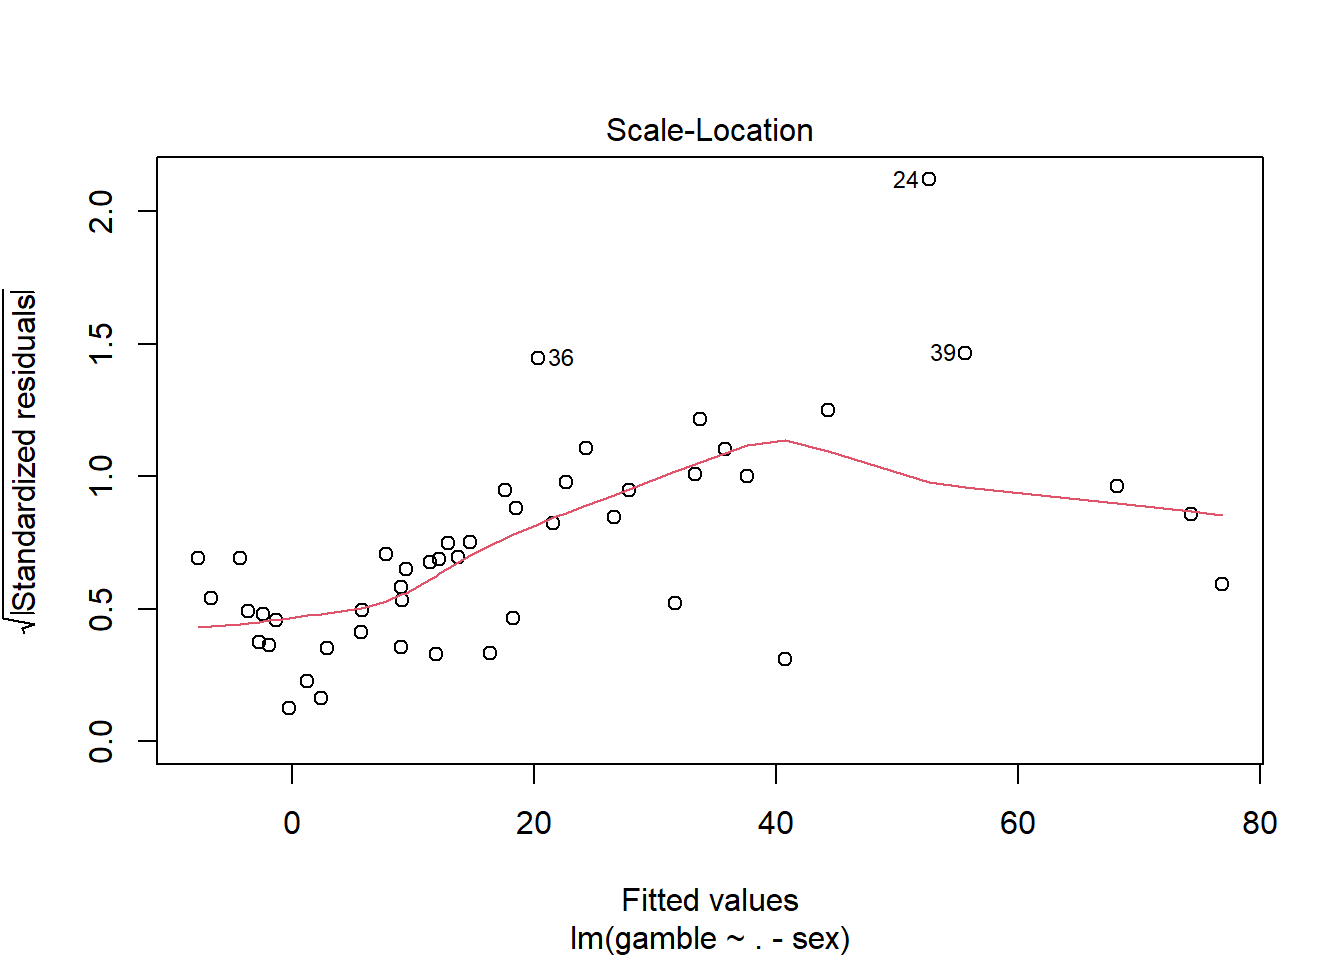 Scale-Location
√|Standardized residuals|
2.0
1.5
1.0
0.5
0.0
24
36
39
0 20 40 60 80
Fitted values
lm(gamble ~ . - sex)